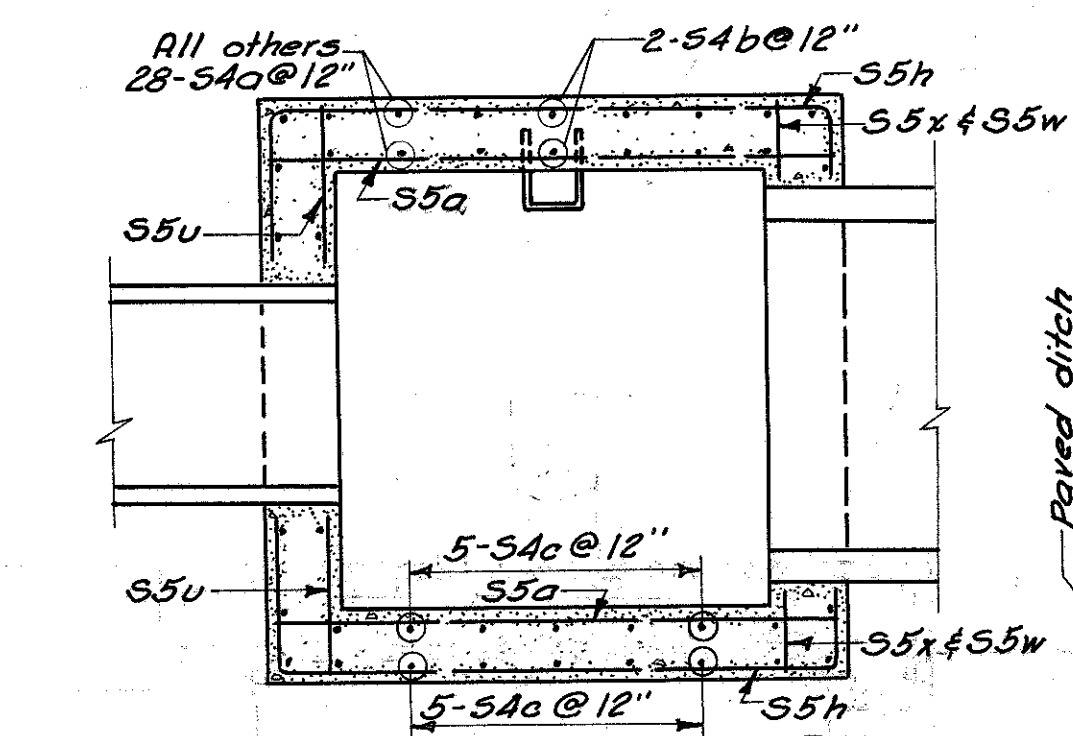 All others
28-S4a@12"
2-S4b@12"
S5h
S5x & S5w
S5a
S5u
Paved ditch
5-S4c@12"
S5a
S5u
S5x & S5w
5-S4c@12"
S5h